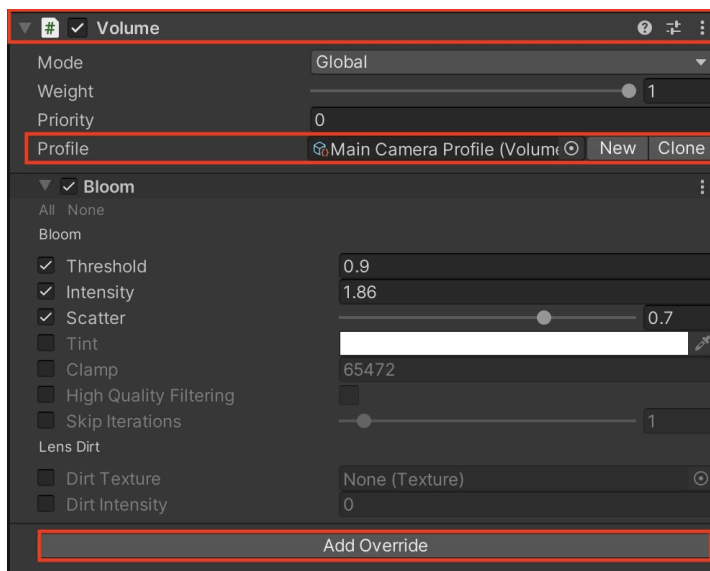 # Volume
Mode Global
Weight 1
Priority 0
Profile Main Camera Profile (Volume New Clone
Bloom
All None
Bloom
Threshold 0.9
Intensity 1.86
Scatter 0.7
Tint
Clamp 65472
High Quality Filtering
Skip Iterations 1
Lens Dirt
Dirt Texture None (Texture)
Dirt Intensity 0
Add Override